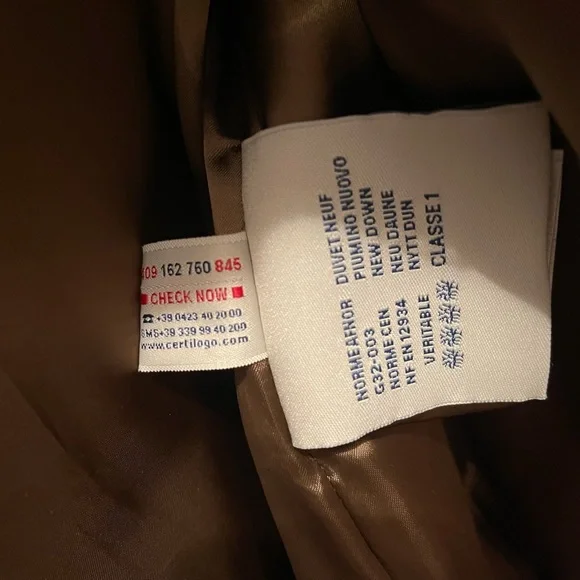 09 162 760 845
CHECK NOW
☎+39 0423 40 20 00
SMS+39 339 99 40 200
www.certilogo.com
DUVET NEUF
PIUMINO NUOVO
NEW DOWN
NEU DAUNE
NYTT DUN
CLASSE 1
NORME AFNOR
G32-003
NORME CEN
NF EN 12934
VERITABLE